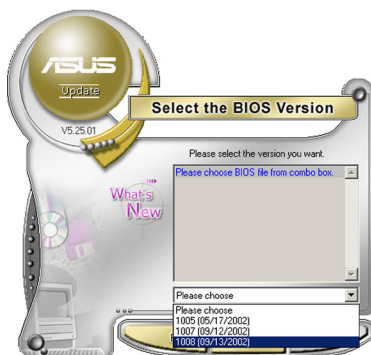 ASUS
Update
V5.25.01
Select the BIOS Version
Please select the version you want.
Please choose BIOS file from combo box.
What's
New
Please choose
Please choose
1005 (05/17/2002)
1007 (09/12/2002)
1008 (09/13/2002)